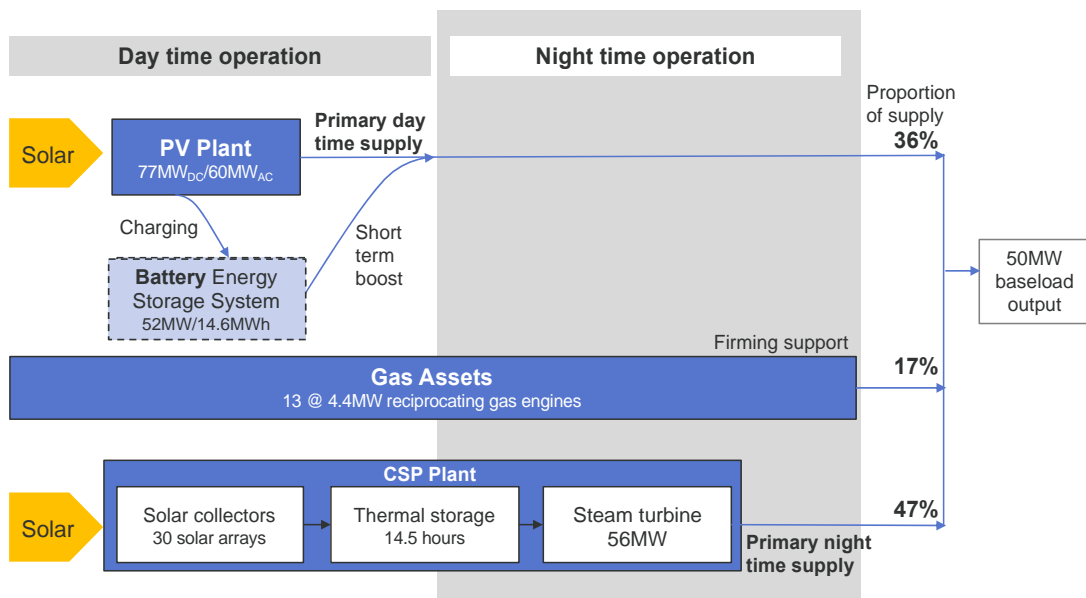 Day time operation
Night time operation
Proportion
of supply
Solar
PV Plant
77MWDC/60MWAC
Primary day
time supply
36%
Charging
Short
term
boost
Battery Energy
Storage System
52MW/14.6MWh
50MW
baseload
output
Firming support
Gas Assets
13 @ 4.4MW reciprocating gas engines
17%
CSP Plant
Solar
Solar collectors
30 solar arrays
Thermal storage
14.5 hours
Steam turbine
56MW
47%
Primary night
time supply